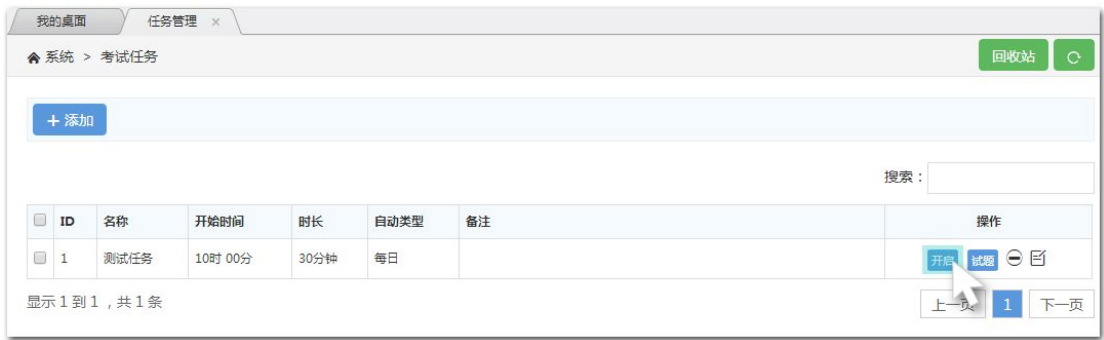 我的桌面 任务管理 ×
系统 > 考试任务 回收站
+ 添加
搜索：
ID 名称 开始时间 时长 自动类型 备注 操作
1 测试任务 10时 00分 30分钟 每日 开启 试题
显示 1 到 1 ，共 1 条 上一页 1 下一页